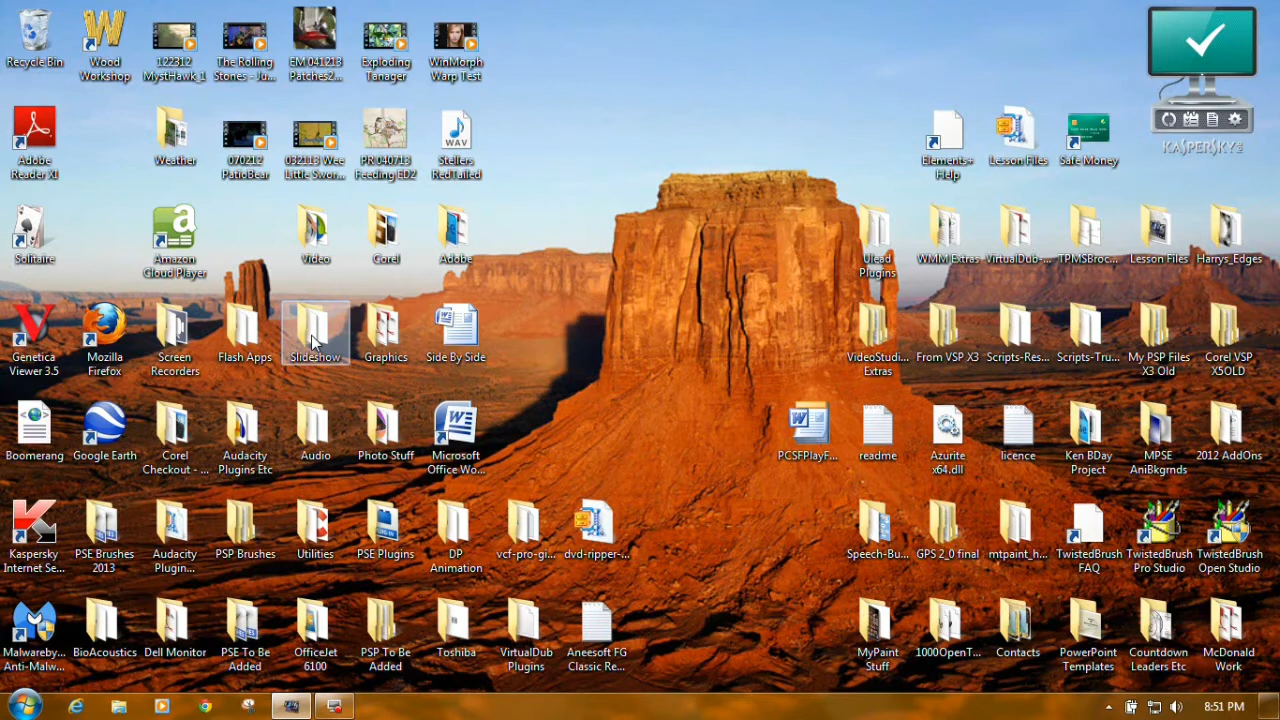 Recycle Bin
Wood
Workshop
122312
MystHawk_1
The Rolling
Stones - Ju...
EM 041213
Patches2...
Exploding
Tanager
WinMorph
Warp Test
KASPERSKY
Adobe
Reader XI
Weather
070212
PatioBear
032113 Wee
Little Swor...
PR 040713
Feeding ED2
WAV
Stellers
RedTailed
Elements+
Help
Lesson Files
Safe Money
Solitaire
a
Amazon
Cloud Player
Video
Corel
Adobe
Ulead
Plugins
WMM Extras
VirtualDub-...
TPMSBroc...
Lesson Files
Harrys_Edges
Genetica
Viewer 3.5
Mozilla
Firefox
Screen
Recorders
Flash Apps
Slideshow
Graphics
Side By Side
VideoStudi...
Extras
From VSP X3
Scripts-Res...
Scripts-Tru...
My PSP Files
X3 Old
Corel VSP
X5OLD
Boomerang
Google Earth
Corel
Checkout - ...
Audacity
Plugins Etc
Audio
Photo Stuff
Microsoft
Office Wo...
PCSFPlayF...
readme
Azurite
x64.dll
licence
Ken BDay
Project
MPSE
AniBkgrnds
2012 AddOns
Kaspersky
Internet Se...
PSE Brushes
2013
Audacity
Plugin...
PSP Brushes
Utilities
PSE Plugins
DP
Animation
vcf-pro-gi...
dvd-ripper-...
Speech-Bu...
GPS 2_0 final
mtpaint_h...
TwistedBrush
FAQ
TwistedBrush
Pro Studio
TwistedBrush
Open Studio
Malwareby...
Anti-Malw...
BioAcoustics
Dell Monitor
PSE To Be
Added
OfficeJet
6100
PSP To Be
Added
Toshiba
VirtualDub
Plugins
Aneesoft FG
Classic Re...
MyPaint
Stuff
1000OpenT...
Contacts
PowerPoint
Templates
Countdown
Leaders Etc
McDonald
Work
8:51 PM